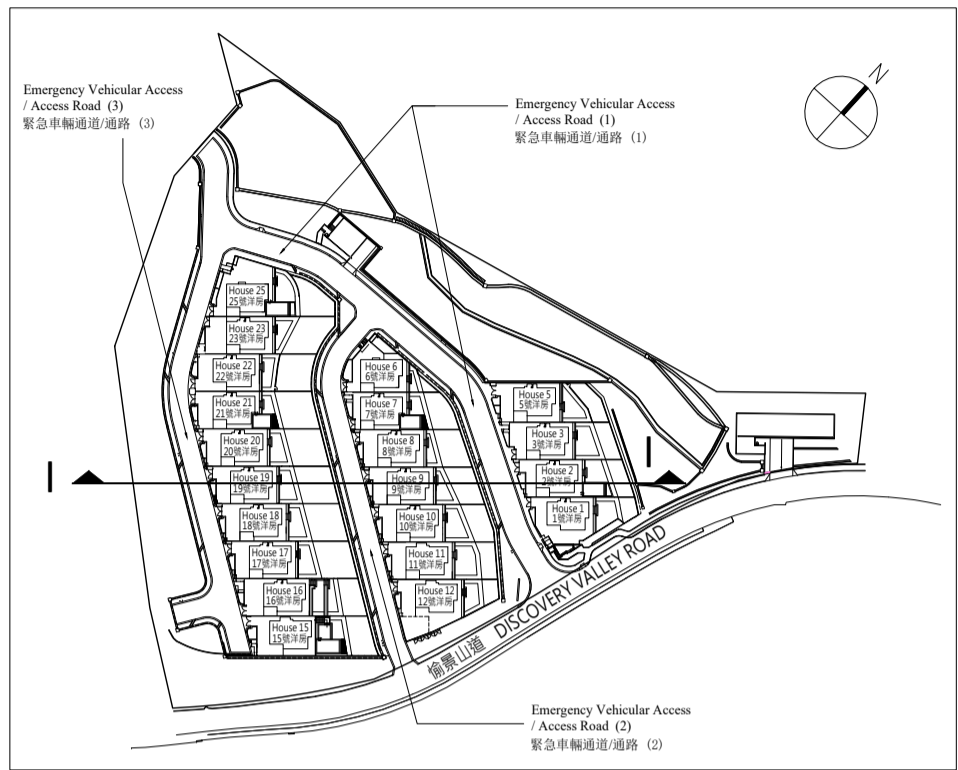 Emergency Vehicular Access
/ Access Road (3)
緊急車輛通道/通路 (3)
Emergency Vehicular Access
/ Access Road (1)
緊急車輛通道/通路 (1)
N
House 25
25號洋房
House 23
23號洋房
House 22
22號洋房
House 21
21號洋房
House 20
20號洋房
House 19
19號洋房
House 18
18號洋房
House 17
17號洋房
House 16
16號洋房
House 15
15號洋房
House 6
6號洋房
House 7
7號洋房
House 8
8號洋房
House 9
9號洋房
House 10
10號洋房
House 11
11號洋房
House 12
12號洋房
House 5
5號洋房
House 3
3號洋房
House 2
2號洋房
House 1
1號洋房
I
I
愉景山道 DISCOVERY VALLEY ROAD
Emergency Vehicular Access
/ Access Road (2)
緊急車輛通道/通路 (2)